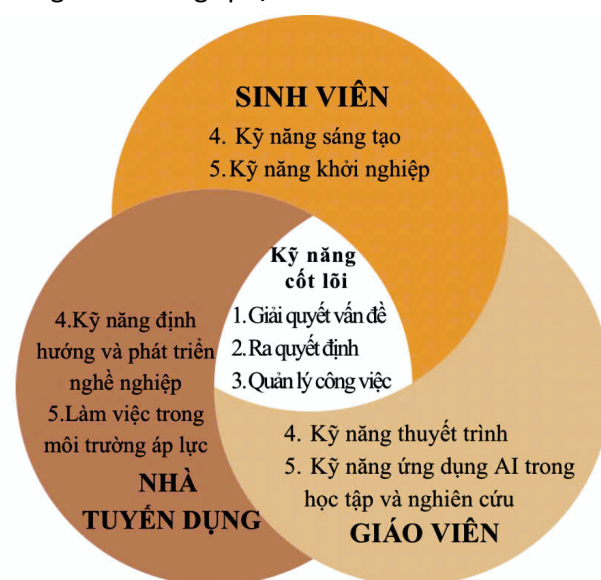 SINH VIÊN
4. Kỹ năng sáng tạo
5.Kỹ năng khởi nghiệp
Kỹ năng
cốt lõi
1.Giải quyết vấn đề
2.Ra quyết định
3.Quản lý công việc
4.Kỹ năng định
hướng và phát triển
nghề nghiệp
5.Làm việc trong
môi trường áp lực
NHÀ
TUYỂN DỤNG
4. Kỹ năng thuyết trình
5. Kỹ năng ứng dụng AI trong
học tập và nghiên cứu
GIÁO VIÊN